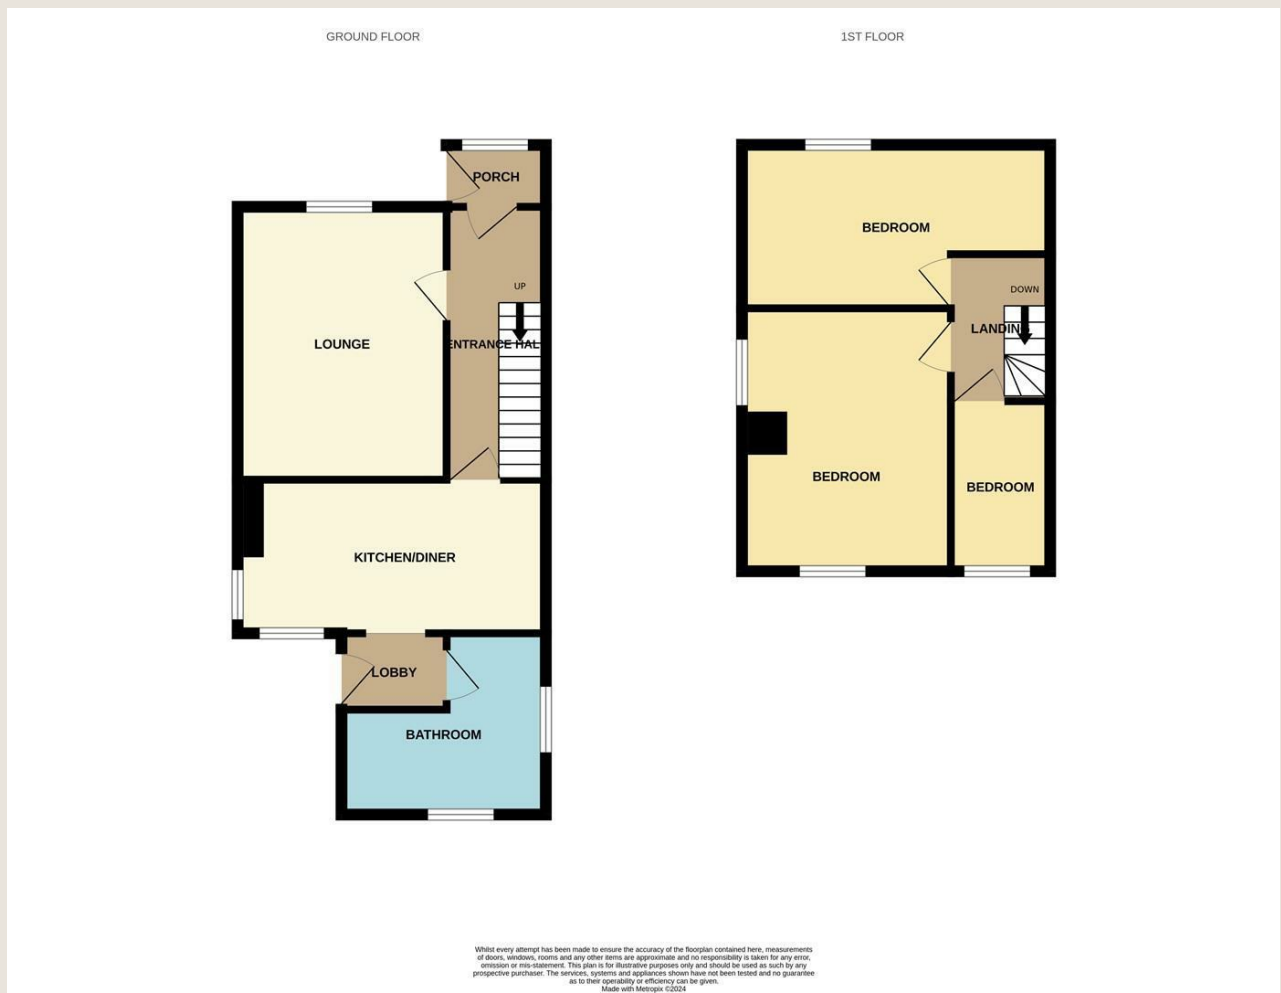 GROUND FLOOR
1ST FLOOR
PORCH
UP
LOUNGE
ENTRANCE HAL
KITCHEN/DINER
LOBBY
BATHROOM
BEDROOM
DOWN
LANDING
BEDROOM
BEDROOM
Whilst every attempt has been made to ensure the accuracy of the floorplan contained here, measurements
of doors, windows, rooms and any other items are approximate and no responsibility is taken for any error,
omission or mis-statement. This plan is for illustrative purposes only and should be used as such by any
prospective purchaser. The services, systems and appliances shown have not been tested and no guarantee
as to their operability or efficiency can be given.
Made with Metropix ©2024